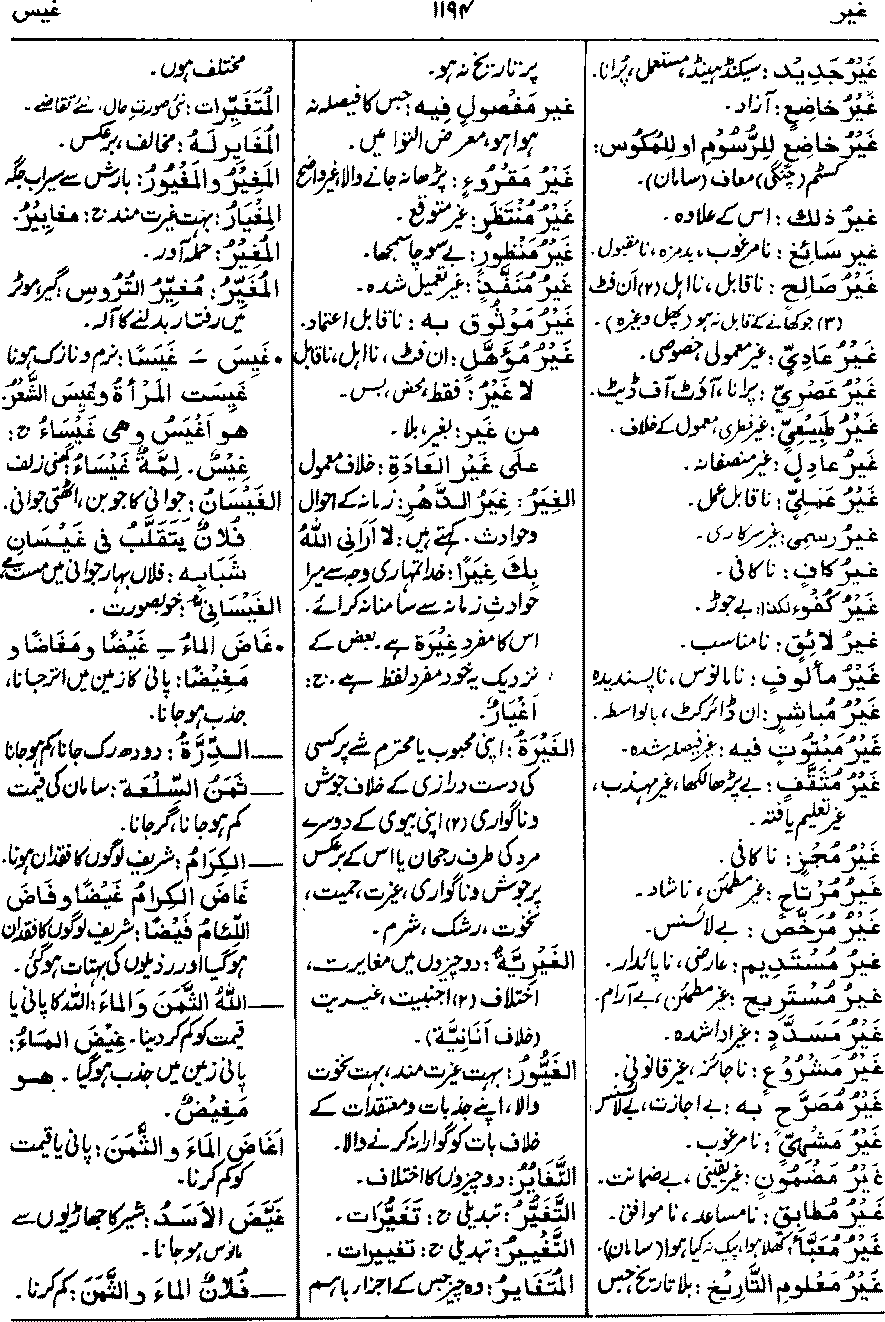 غیر ۱۱۹۴ غیس
غَیْرُ جَدِیْد: سیکنڈ ہینڈ، مستعمل، پرانا۔
غَیْرُ خَاضِعٍ: آزاد۔
غَیْرُ خَاضِعٍ لِلرُّسُوْمِ اولِلْمَکُوْسِ:
کسٹم (چنگی) معاف (سامان)۔
غیرُ ذلك: اس کے علاوہ۔
غیر سَائِغ: نامرغوب، بدمزہ، نامقبول۔
غَیْرُ صَالِحٍ: ناقابل، نااہل (۲) اَن فٹ
(۳) جو کھانے کے قابل نہ ہو (پھل وغیرہ)۔
غَیْرُ عَادِیٍّ: غیر معمولی، خصوصی۔
غَیْرُ عَصْرِیٍّ: پرانا، آؤٹ آف ڈیٹ۔
غَیْرُ طَبِیْعِیٍّ: غیر فطری، معمول کے خلاف۔
غَیْرُ عَادِلٍ: غیر منصفانہ۔
غَیْرُ عَمَلِیٍّ: ناقابل عمل۔
غَیْرُ رسمِی: غیر سرکاری۔
غَیْرُ کَافٍ: ناکافی۔
غَیْرُ کُفُوءٍ لکذا: بے جوڑ۔
غَیْرُ لَائِقٍ: نامناسب۔
غَیْرُ مَأْلُوفٍ: نامانوس، ناپسندیدہ
غَیْرُ مُبَاشِرٍ: ان ڈائرکٹ، بالواسطہ۔
غَیْرُ مَبْتُوْتٍ فیه: غیر فیصلہ شدہ۔
غَیْرُ مُثَقَّفٍ: بے پڑھا لکھا، غیر مہذب،
غیر تعلیم یافتہ۔
غَیْرُ مُجْزٍ: ناکافی۔
غَیْرُ مُرْتَاحٍ: غیر مطمئن، ناشاد۔
غَیْرُ مُرَخَّصٍ: بے لائسنس۔
غَیْرُ مُسْتَدِیْمٍ: عارضی، ناپائدار۔
غَیْرُ مُسْتَرِیْحٍ: غیر مطمئن، بے آرام۔
غَیْرُ مُسَدَّدٍ: غیر ادا شدہ۔
غَیْرُ مَشْرُوْعٍ: ناجائز، غیر قانونی۔
غَیْرُ مُصَرَّحٍ به: بے اجازت، بے لائسنس
غَیْرُ مَشْہِیٍّ: نامرغوب۔
غَیْرُ مَضْمُوْنٍ: غیر یقینی، بے ضمانت۔
غَیْرُ مُطَابِقٍ: نامساعد، ناموافق۔
غَیْرُ مُعَبَّأٍ: کھلا ہوا، پیک نہ کیا ہوا (سامان)۔
غَیْرُ مَعْلُومِ التَّارِیْخِ: بلا تاریخ، جس
پر تاریخ نہ ہو۔
غیر مَفْصُولٍ فیه: جس کا فیصلہ نہ
ہوا ہو، معرض التوا میں۔
غَیْرُ مَقْرُوءٍ: پڑھا نہ جانے والا، غیر واضح
غَیْرُ مُنْتَظَرٍ: غیر متوقع۔
غَیْرُ مَنْظُورٍ: بے سوچا سمجھا۔
غَیْرُ مُنَفَّذٍ: غیر تعمیل شدہ۔
غَیْرُ مَوْثُوْقٍ به: ناقابل اعتماد۔
غَیْرُ مُؤَهَّلٍ: ان فٹ، نااہل، ناقابل
لا غَیْرُ: فقط، محض، بس۔
من غیر: بغیر، بلا۔
علی غَیْرِ العَادَةِ: خلاف معمول
الغِیَرُ: غِیَرُ الدَّهْرِ: زمانہ کے احوال
وحوادث۔ کہتے ہیں: لَا اَرَانِی اللهُ
بِكَ غِیَرًا: خدا تمہاری وجہ سے میرا
حوادثِ زمانہ سے سامنا نہ کرائے۔
اس کا مفرد غِیْرَة ہے۔ بعض کے
نزدیک یہ خود مفرد لفظ ہے۔ ج:
اَغْیَارٌ۔
الغَیْرَةُ: اپنی محبوب یا محترم شے پر کسی
کی دست درازی کے خلاف جوش
وناگواری (۲) اپنی بیوی کے دوسرے
مرد کی طرف رجحان یا اس کے برعکس
پر جوش وناگواری، غیرت، حمیت،
نخوت، رشک، شرم۔
الغَیْرِیَّةُ: دو چیزوں میں مغایرت،
اختلاف (۲) اجنبیت، غیریت
(خلاف اَنَانِیَّة)۔
الغَیُّوْرُ: بہت غیرت مند، بہت نخوت
والا، اپنے جذبات ومعتقدات کے
خلاف بات کو گوارا نہ کرنے والا۔
التَّغَایُرُ: دو چیزوں کا اختلاف۔
التَّغَیُّرُ: تبدیلی ج: تَغَیُّرَات۔
التَّغْیِیْرُ: تبدیلی ج: تغییرات۔
المُتَغَایِرُ: وہ چیز جس کے اجزار باہم
مختلف ہوں۔
المُتَغَیِّرَات: نئی صورتِ حال، نئے تقاضے۔
المُغَایِرُ لَهُ: مخالف، برعکس۔
المَغِیْرُ والمَغْیُوْرُ: بارش سے سیراب جگہ
المِغْیَارُ: بہت غیرت مند ج: مغاییرُ۔
المُغِیْرُ: حملہ آور۔
المُغَیِّرُ: مُغَیِّرُ التُّرُوْسِ: گیر، موٹر
میں رفتار بدلنے کا آلہ۔
• غَیِسَ ــَـ غَیَسًا: نرم ونازک ہونا
غَیِسَتِ المَرْأةُ وغَیِسَ الشَّعْرُ:
هو اَغْیَسُ وهی غَیْسَاءُ ج:
غِیْسٌ۔ لِمَّةٌ غَیْسَاءُ: گھنی زلف
الغَیْسَانُ: جوانی کا جوبن، اٹھتی جوانی۔
فُلَانٌ یَتَقَلَّبُ فی غَیْسَانِ
شَبَابِهِ: فلاں بہار جوانی میں مست ہے
الغَیْسَانِیُّ: خوبصورت۔
• غَاضَ المَاءُ ــِـ غَیْضًا ومَغَاضًا و
مَغِیْضًا: پانی کا زمین میں اتر جانا،
جذب ہو جانا۔
ــــ الدِّرَّةُ: دودھ رک جانا، کم ہو جانا
ــــ ثَمَنُ السِّلْعَةِ: سامان کی قیمت
کم ہو جانا، گر جانا۔
ــــ الکِرَامُ: شریف لوگوں کا فقدان ہونا۔
غَاضَ الکِرَامُ غَیْضًا وفَاضَ
اللِّئَامُ فَیْضًا: شریف لوگوں کا فقدان
ہو گیا اور رذیلوں کی بہتات ہو گئی۔
ــــ اللهُ الثَّمَنَ وَالماءَ: اللہ کا پانی یا
قیمت کو کم کر دینا۔ غِیْضَ المَاءُ:
پانی زمین میں جذب ہو گیا۔ هو
مَغِیْضٌ۔
اَغَاضَ المَاءَ والثَّمَنَ: پانی یا قیمت
کو کم کرنا۔
غَیَّضَ الاَسَدُ: شیر کا جھاڑیوں سے
مانوس ہو جانا۔
ــــ فُلَانٌ المَاءَ والثَّمَنَ: کم کرنا۔